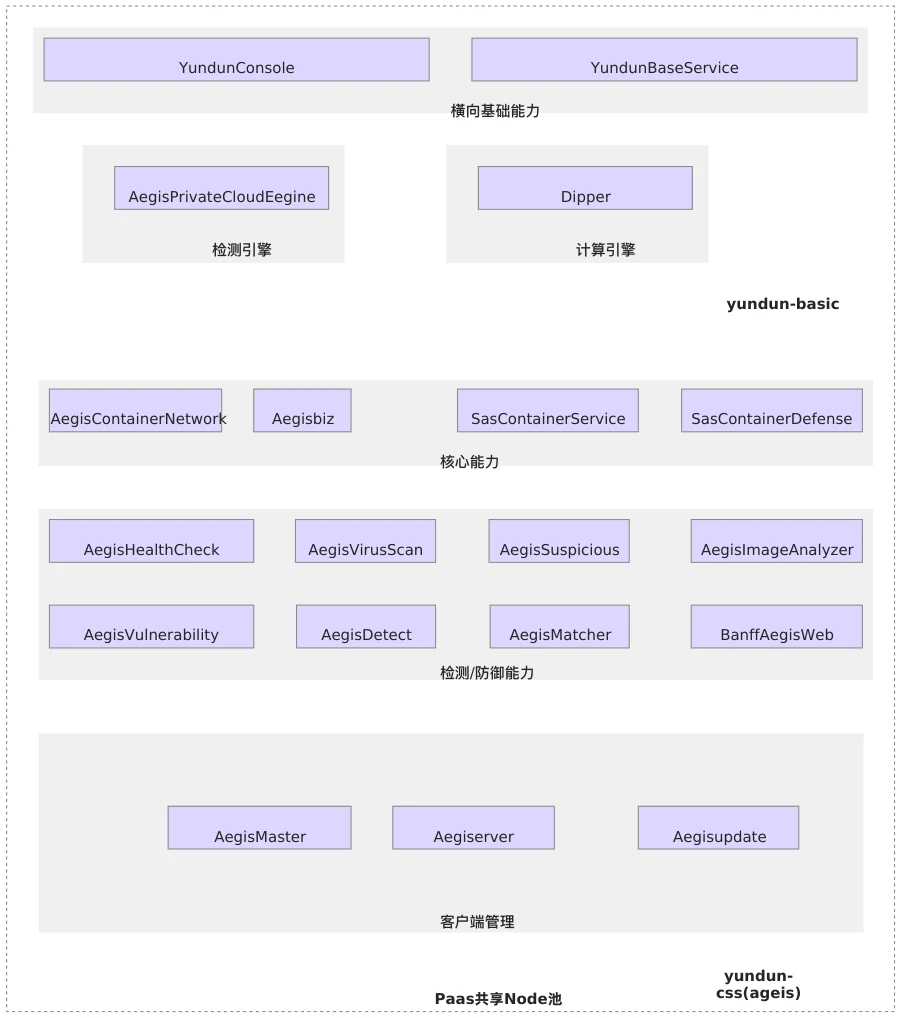 YundunConsole
YundunBaseService
横向基础能力
AegisPrivateCloudEegine
Dipper
检测引擎
计算引擎
yundun-basic
AegisContainerNetwork
Aegisbiz
SasContainerService
SasContainerDefense
核心能力
AegisHealthCheck
AegisVirusScan
AegisSuspicious
AegisImageAnalyzer
AegisVulnerability
AegisDetect
AegisMatcher
BanffAegisWeb
检测/防御能力
AegisMaster
Aegiserver
Aegisupdate
客户端管理
yundun-
css(ageis)
Paas共享Node池